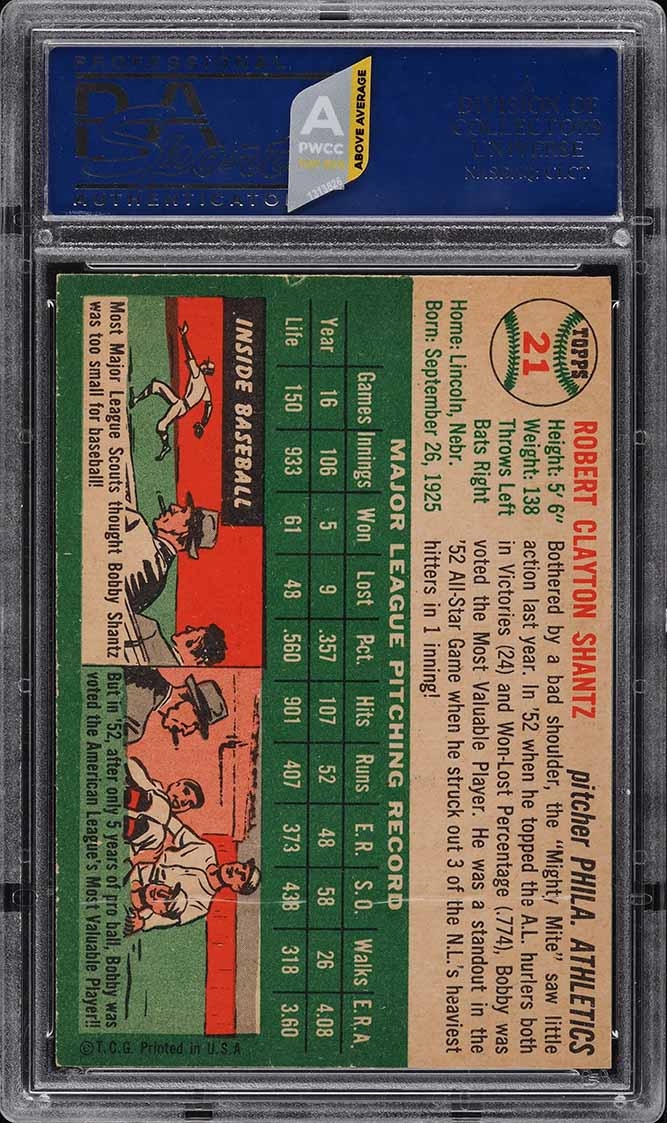 PROFESSIONAL
PSA
Sports
AUTHENTICATO
A
PWCC
ABOVE AVERAGE
1313826
A
DIVISION OF
COLLECTORS
UNIVERSE
NASDAQ: CLCT
TOPPS
21
ROBERT CLAYTON SHANTZ pitcher PHILA. ATHLETICS
Height: 5' 6"
Weight: 138
Throws Left
Bats Right
Home: Lincoln, Nebr.
Born: September 26, 1925
Bothered by a bad shoulder, the "Mighty Mite" saw little
action last year. In '52 when he topped the A.L. hurlers both
in Victories (24) and Won-Lost Percentage (.774), Bobby was
voted the Most Valuable Player. He was a standout in the
'52 All-Star Game when he struck out 3 of the N.L.'s heaviest
hitters in 1 inning!
MAJOR LEAGUE PITCHING RECORD
Games Innings Won Lost Pct. Hits Runs E.R. S.O. Walks E.R.A.
Year 16 106 5 9 .357 107 52 48 58 26 4.08
Life 150 933 61 48 .560 901 407 373 438 318 3.60
INSIDE BASEBALL
Most Major League Scouts thought Bobby Shantz
was too small for baseball!
But in '52, after only 5 years of pro ball, Bobby was
voted the American League's Most Valuable Player!!
©T.C.G. Printed in U.S.A